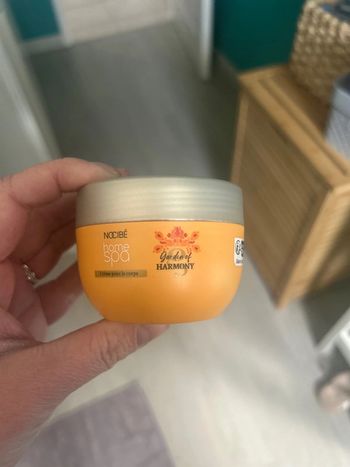 NOCIBÉ
home
spa
Crème pour le corps
Garden of
HARMONY